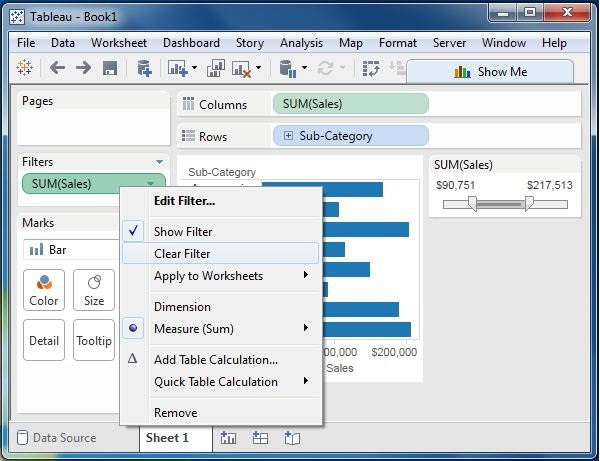 Tableau - Book1
File Data Worksheet Dashboard Story Analysis Map Format Server Window Help
Show Me
Pages
Columns SUM(Sales)
Rows Sub-Category
Filters
SUM(Sales)
Marks
Bar
Color Size
Detail Tooltip
Edit Filter...
Show Filter
Clear Filter
Apply to Worksheets
Dimension
Measure (Sum)
Δ Add Table Calculation...
Quick Table Calculation
Remove
Sub-Category
$200,000
Sales
SUM(Sales)
$90,751 $217,513
Data Source Sheet 1